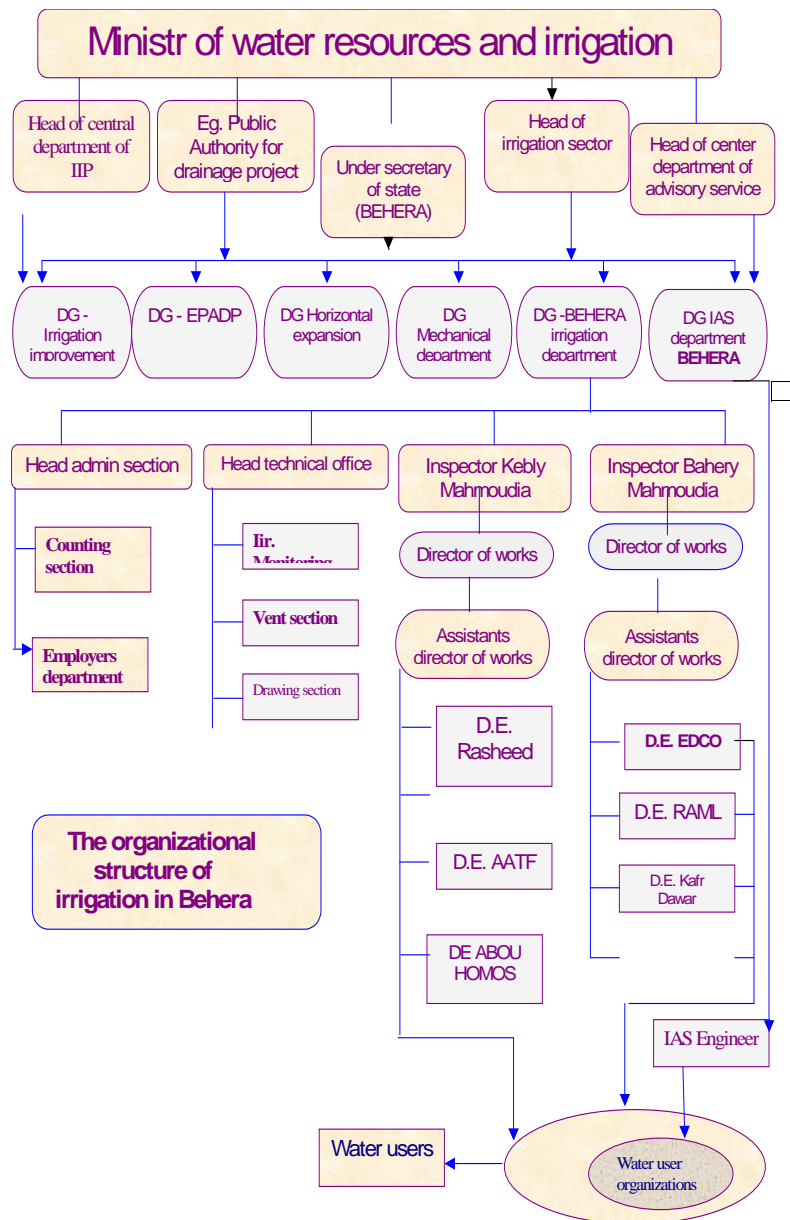 Ministr of water resources and irrigation
Head of central
department of
IIP
Eg. Public
Authority for
drainage project
Under secretary
of state
(BEHERA)
Head of
irrigation sector
Head of center
department of
advisory service
DG -
Irrigation
improvement
DG - EPADP
DG Horizontal
expansion
DG
Mechanical
department
DG -BEHERA
irrigation
department
DG IAS
department
BEHERA
Head admin section
Head technical office
Inspector Kebly
Mahmoudia
Inspector Bahery
Mahmoudia
Counting
section
Employers
department
Iir.
Monitoring
Vent section
Drawing section
Director of works
Director of works
Assistants
director of works
Assistants
director of works
D.E.
Rasheed
D.E. AATF
DE ABOU
HOMOS
D.E. EDCO
D.E. RAML
D.E. Kafr
Dawar
The organizational
structure of
irrigation in Behera
IAS Engineer
Water users
Water user
organizations